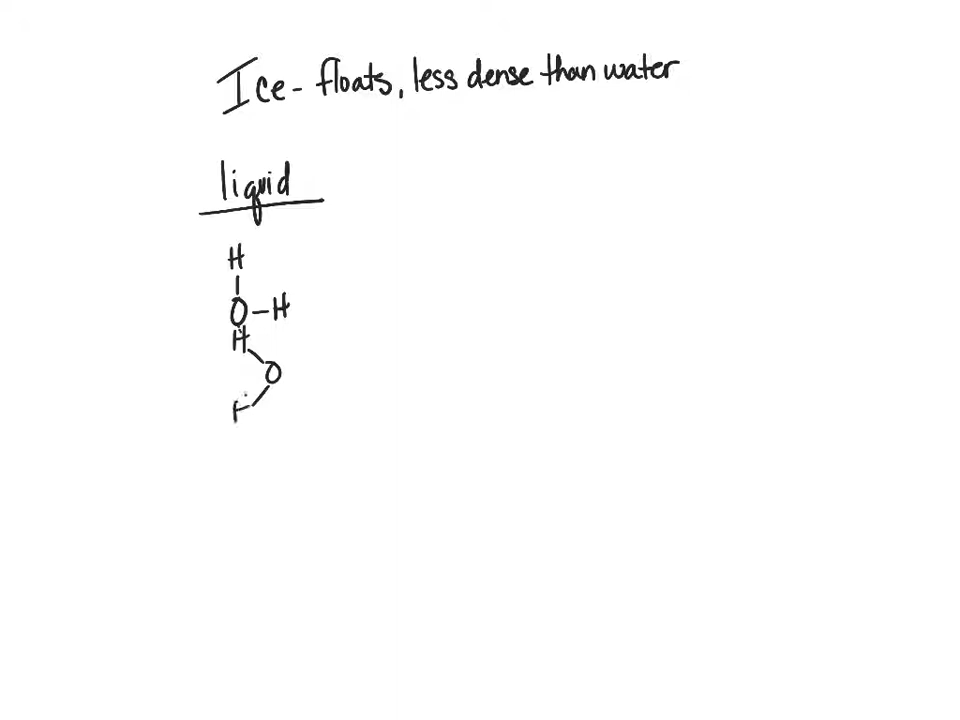 Ice - floats, less dense than water
liquid
H
O-H
H
O